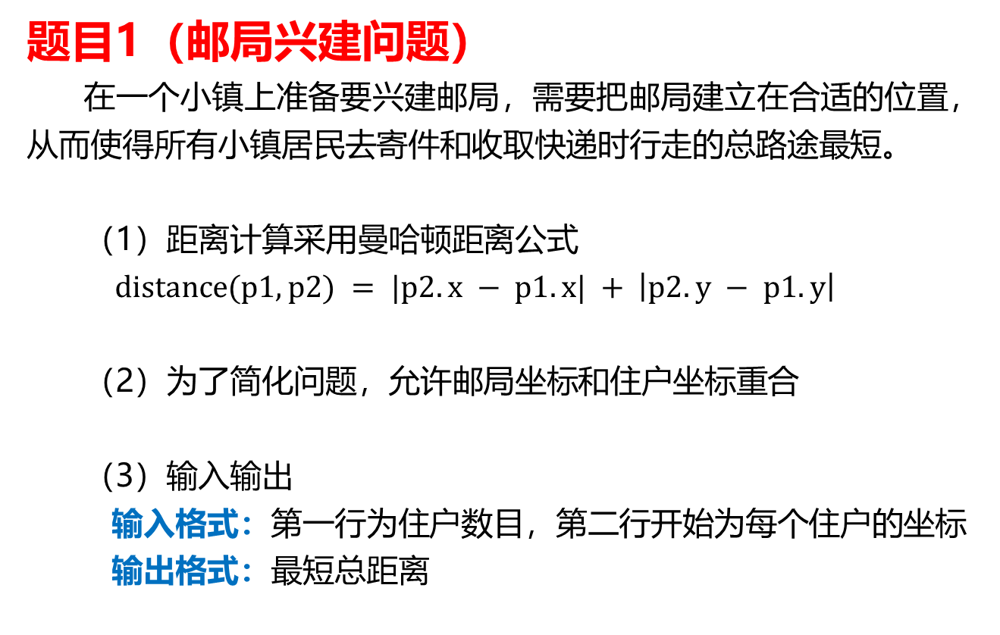 题目1（邮局兴建问题）
在一个小镇上准备要兴建邮局，需要把邮局建立在合适的位置，
从而使得所有小镇居民去寄件和收取快递时行走的总路途最短。
（1）距离计算采用曼哈顿距离公式
distance(p1, p2) = |p2. x − p1. x| + |p2. y − p1. y|
（2）为了简化问题，允许邮局坐标和住户坐标重合
（3）输入输出
输入格式：第一行为住户数目，第二行开始为每个住户的坐标
输出格式：最短总距离